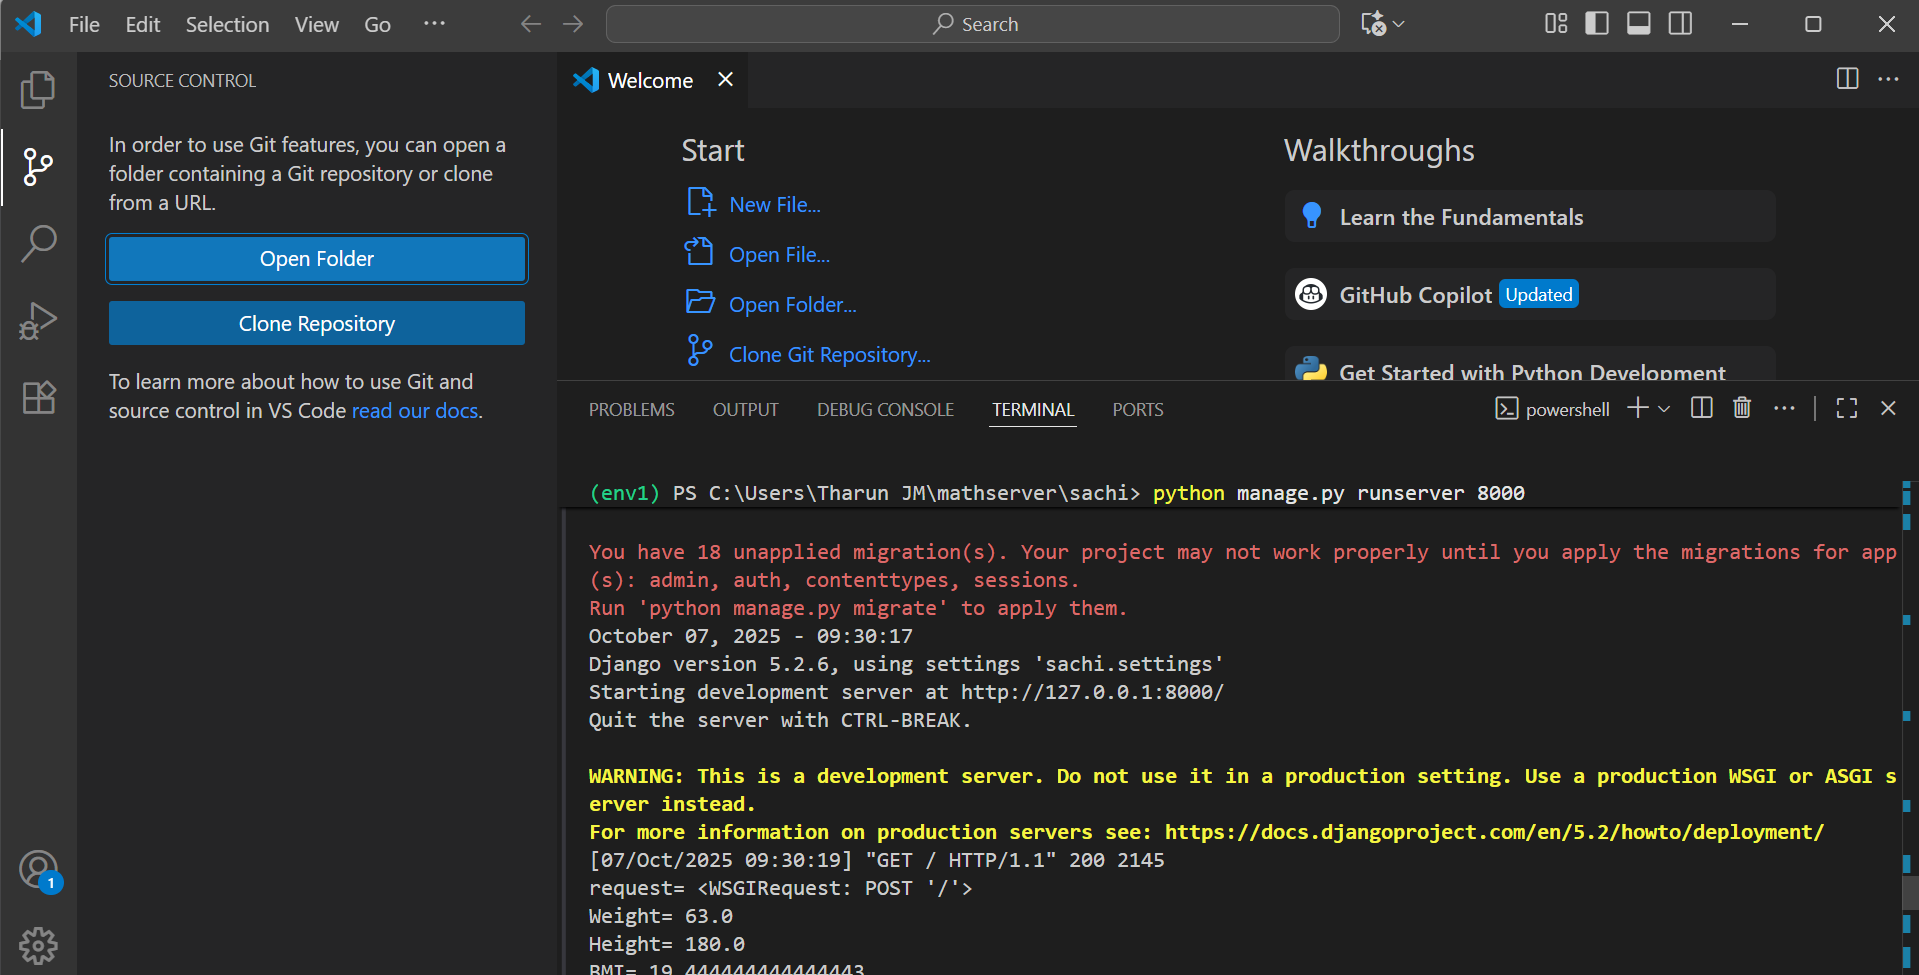 File Edit Selection View Go ···
Search
SOURCE CONTROL
In order to use Git features, you can open a
folder containing a Git repository or clone
from a URL.
Open Folder
Clone Repository
To learn more about how to use Git and
source control in VS Code read our docs.
1
Welcome
Start
New File...
Open File...
Open Folder...
Clone Git Repository...
Walkthroughs
Learn the Fundamentals
GitHub Copilot Updated
Get Started with Python Development
PROBLEMS OUTPUT DEBUG CONSOLE TERMINAL PORTS
powershell
(env1) PS C:\Users\Tharun JM\mathserver\sachi> python manage.py runserver 8000
You have 18 unapplied migration(s). Your project may not work properly until you apply the migrations for app
(s): admin, auth, contenttypes, sessions.
Run 'python manage.py migrate' to apply them.
October 07, 2025 - 09:30:17
Django version 5.2.6, using settings 'sachi.settings'
Starting development server at http://127.0.0.1:8000/
Quit the server with CTRL-BREAK.
WARNING: This is a development server. Do not use it in a production setting. Use a production WSGI or ASGI s
erver instead.
For more information on production servers see: https://docs.djangoproject.com/en/5.2/howto/deployment/
[07/Oct/2025 09:30:19] "GET / HTTP/1.1" 200 2145
request= <WSGIRequest: POST '/'>
Weight= 63.0
Height= 180.0
BMI= 19.444444444444443